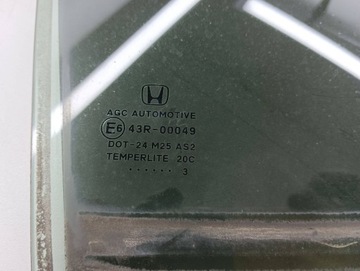 AGC AUTOMOTIVE
E6 43R-00049
DOT-24 M25 AS2
TEMPERLITE 20C
...... 3